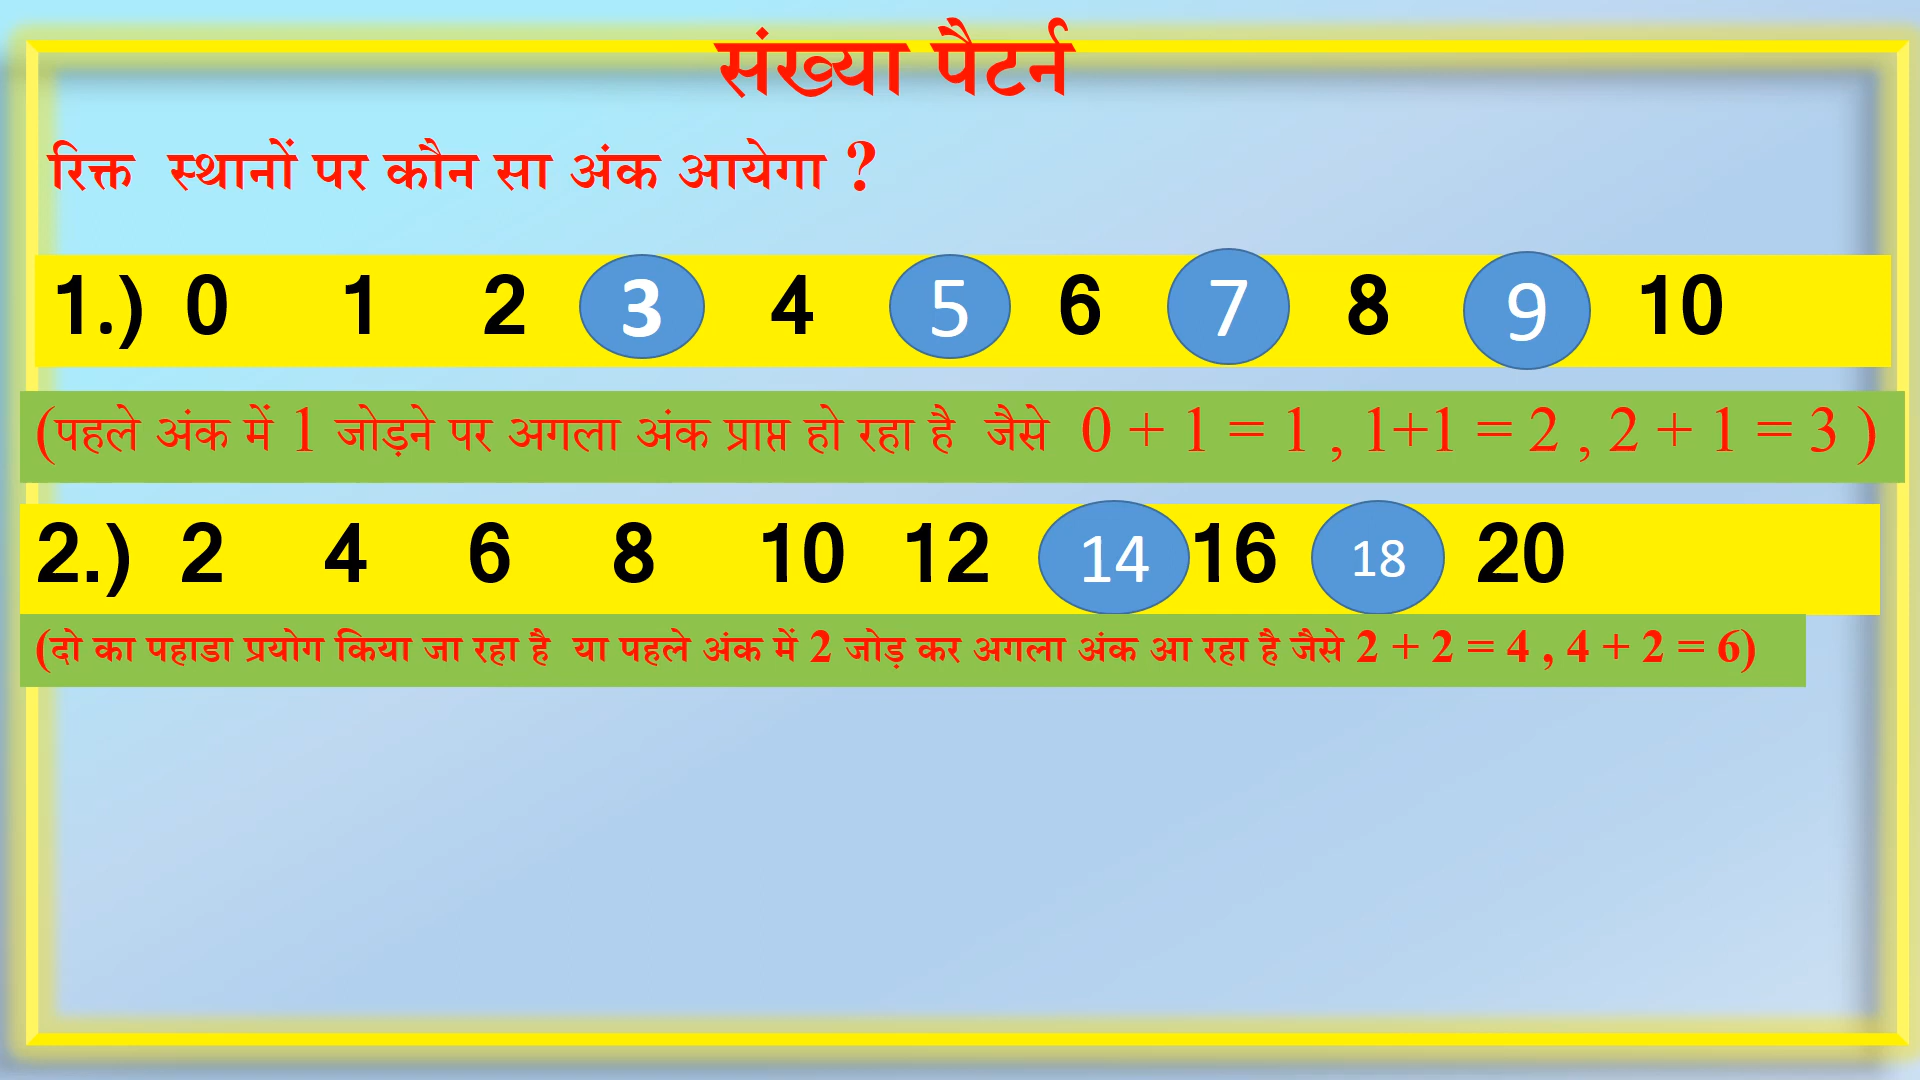 संख्या पैटर्न
रिक्त स्थानों पर कौन सा अंक आयेगा ?
1.) 0 1 2 3 4 5 6 7 8 9 10
(पहले अंक में 1 जोड़ने पर अगला अंक प्राप्त हो रहा है जैसे 0 + 1 = 1 , 1+1 = 2 , 2 + 1 = 3 )
2.) 2 4 6 8 10 12 14 16 18 20
(दो का पहाडा प्रयोग किया जा रहा है या पहले अंक में 2 जोड़ कर अगला अंक आ रहा है जैसे 2 + 2 = 4 , 4 + 2 = 6)